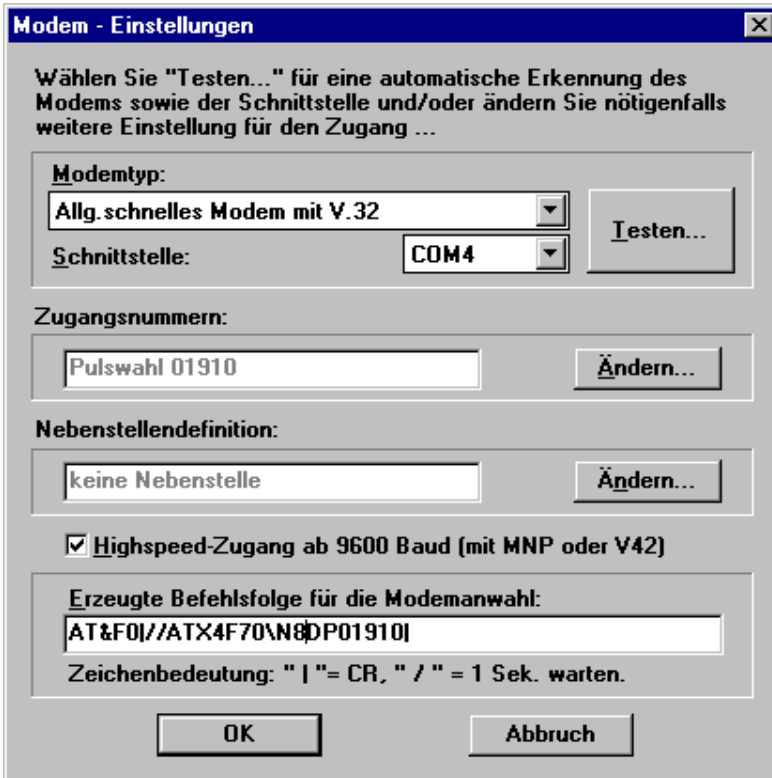 Modem - Einstellungen
Wählen Sie "Testen..." für eine automatische Erkennung des
Modems sowie der Schnittstelle und/oder ändern Sie nötigenfalls
weitere Einstellung für den Zugang ...
Modemtyp:
Allg.schnelles Modem mit V.32
Testen...
Schnittstelle:
COM4
Zugangsnummern:
Pulswahl 01910
Ändern...
Nebenstellendefinition:
keine Nebenstelle
Ändern...
Highspeed-Zugang ab 9600 Baud (mit MNP oder V42)
Erzeugte Befehlsfolge für die Modemanwahl:
AT&F0|//ATX4F70\N8DP01910|
Zeichenbedeutung: " | "= CR, " / " = 1 Sek. warten.
OK
Abbruch